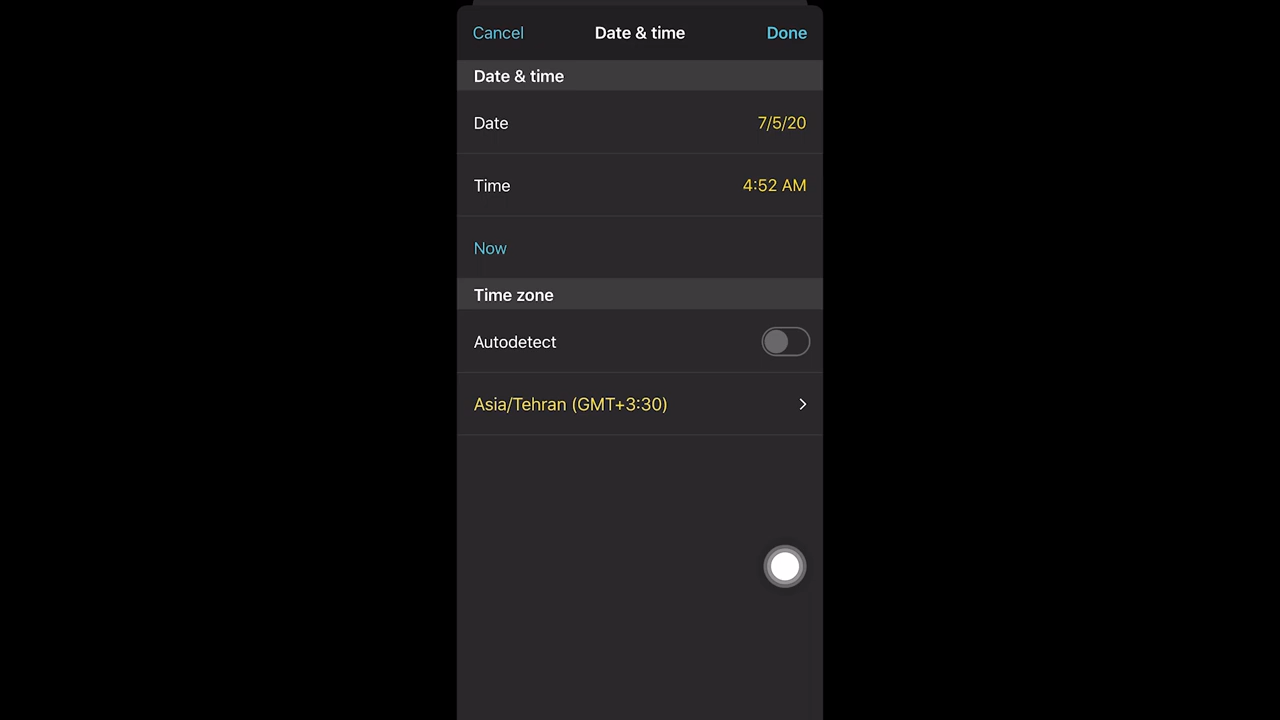 Cancel Date & time Done
Date & time
Date 7/5/20
Time 4:52 AM
Now
Time zone
Autodetect
Asia/Tehran (GMT+3:30)